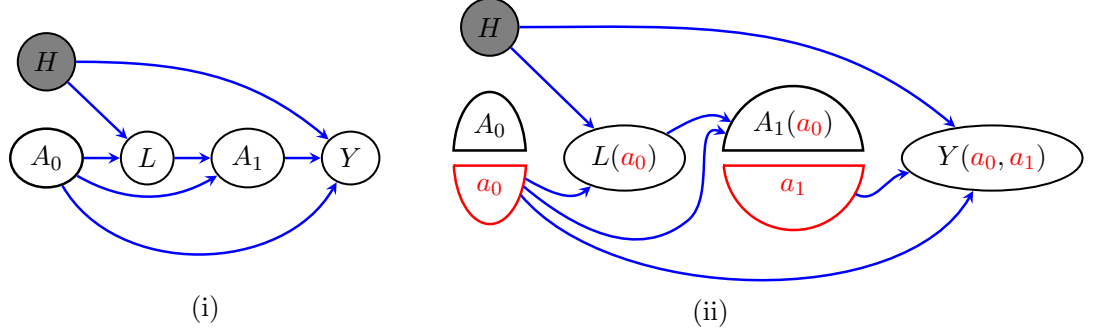 H
H
A₀
A₁(a₀)
A₀
L
A₁
Y
L(a₀)
Y(a₀, a₁)
a₀
a₁
(i)
(ii)